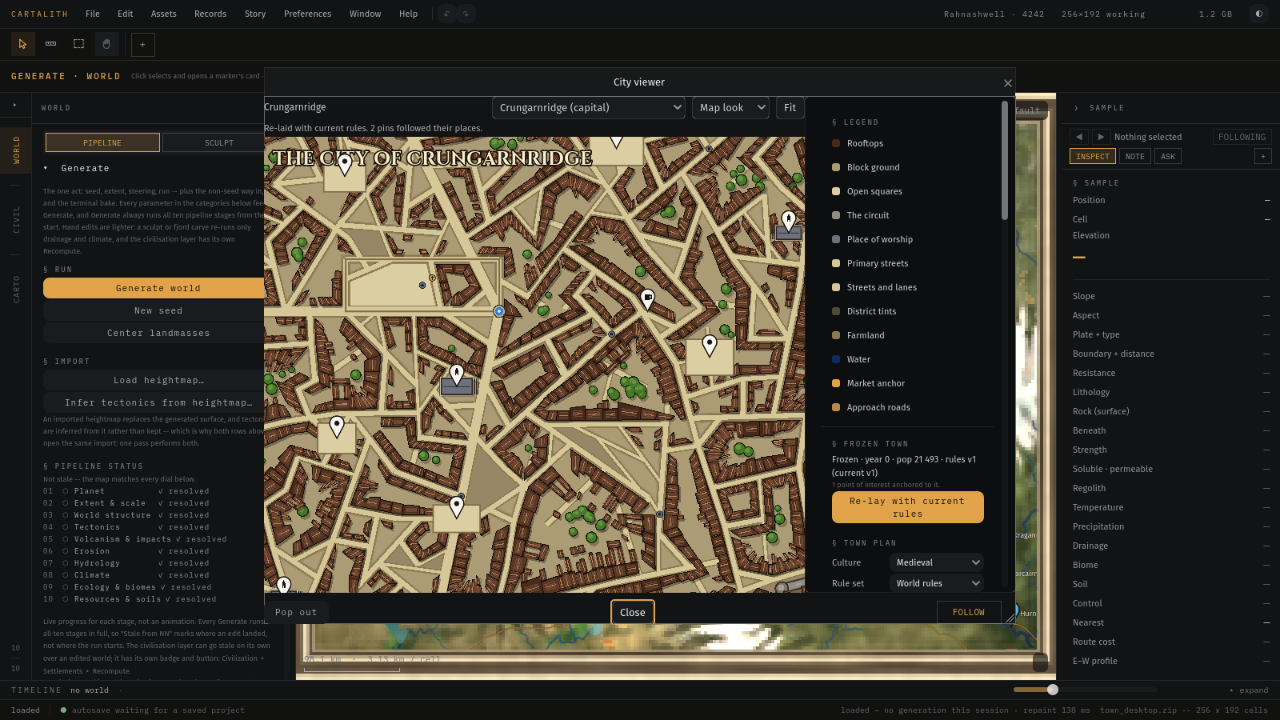 CARTALITH File Edit Assets Records Story Preferences Window Help
Rahnashwell · 4242 256×192 working 1.2 GB
GENERATE · WORLD Click selects and opens a marker's card
City viewer
WORLD
CIVIL
CARTO
WORLD
PIPELINE SCULPT
Generate
The one act: seed, extent, steering, run — plus the non-seed way in,
and the terminal bake. Every parameter in the categories below
Generate, and Generate always runs all ten pipeline stages from the
start. Hand edits are lighter: a sculpt or fjord carve re-runs only
drainage and climate, and the civilisation layer has its own
Recompute.
§ RUN
Generate world
New seed
Center landmasses
§ IMPORT
Load heightmap…
Infer tectonics from heightmap…
An imported heightmap replaces the generated surface, and
are inferred from it rather than kept — which is why both rows
open the same import: one pass performs both.
§ PIPELINE STATUS
Not stale — the map matches every dial below.
01 Planet √ resolved
02 Extent & scale √ resolved
03 World structure √ resolved
04 Tectonics √ resolved
05 Volcanism & impacts √ resolved
06 Erosion √ resolved
07 Hydrology √ resolved
08 Climate √ resolved
09 Ecology & biomes √ resolved
10 Resources & soils √ resolved
Live progress for each stage, not an animation. Every Generate
all ten stages in full, so "Stale from NN" marks where an edit landed,
not where the run starts. The civilisation layer can go stale on its own
over an edited world; it has its own badge and button: Civilization ›
Settlements › Recompute.
10
10
Crungarnridge Crungarnridge (capital) Map look Fit
Re-laid with current rules. 2 pins followed their places.
THE CITY OF CRUNGARNRIDGE
§ LEGEND
Rooftops
Block ground
Open squares
The circuit
Place of worship
Primary streets
Streets and lanes
District tints
Farmland
Water
Market anchor
Approach roads
§ FROZEN TOWN
Frozen · year 0 · pop 21 493 · rules v1
(current v1)
1 point of interest anchored to it.
Re-lay with current
rules
§ TOWN PLAN
Culture Medieval
Rule set World rules
Pop out Close FOLLOW
SAMPLE
Nothing selected FOLLOWING
INSPECT NOTE ASK +
§ SAMPLE
Position —
Cell —
Elevation
—
Slope —
Aspect —
Plate + type —
Boundary + distance —
Resistance —
Lithology —
Rock (surface) —
Beneath —
Strength —
Soluble · permeable —
Regolith —
Temperature —
Precipitation —
Drainage —
Biome —
Soil —
Control —
Nearest —
Route cost —
E–W profile —
TIMELINE no world · expand
loaded autosave waiting for a saved project
loaded — no generation this session · repaint 138 ms town_desktop.zip -- 256 x 192 cells